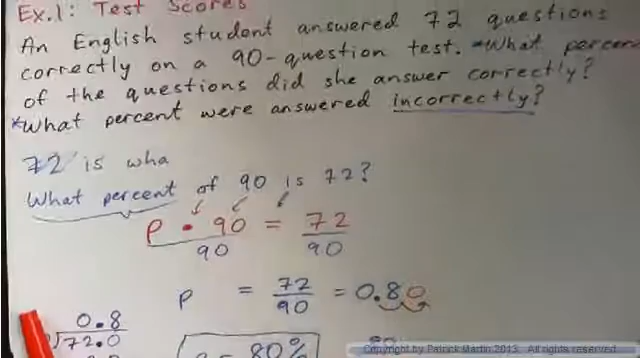 Ex.1: Test Scores
An English student answered 72 questions
correctly on a 90-question test. *What percen
of the questions did she answer correctly?
*What percent were answered incorrectly?
72 is wha
What percent of 90 is 72?
P • 90 = 72
90 90
P = 72/90 = 0.80
0.8
72.0
80%
Copyright by Patrick Martin 2013. All rights reserved.